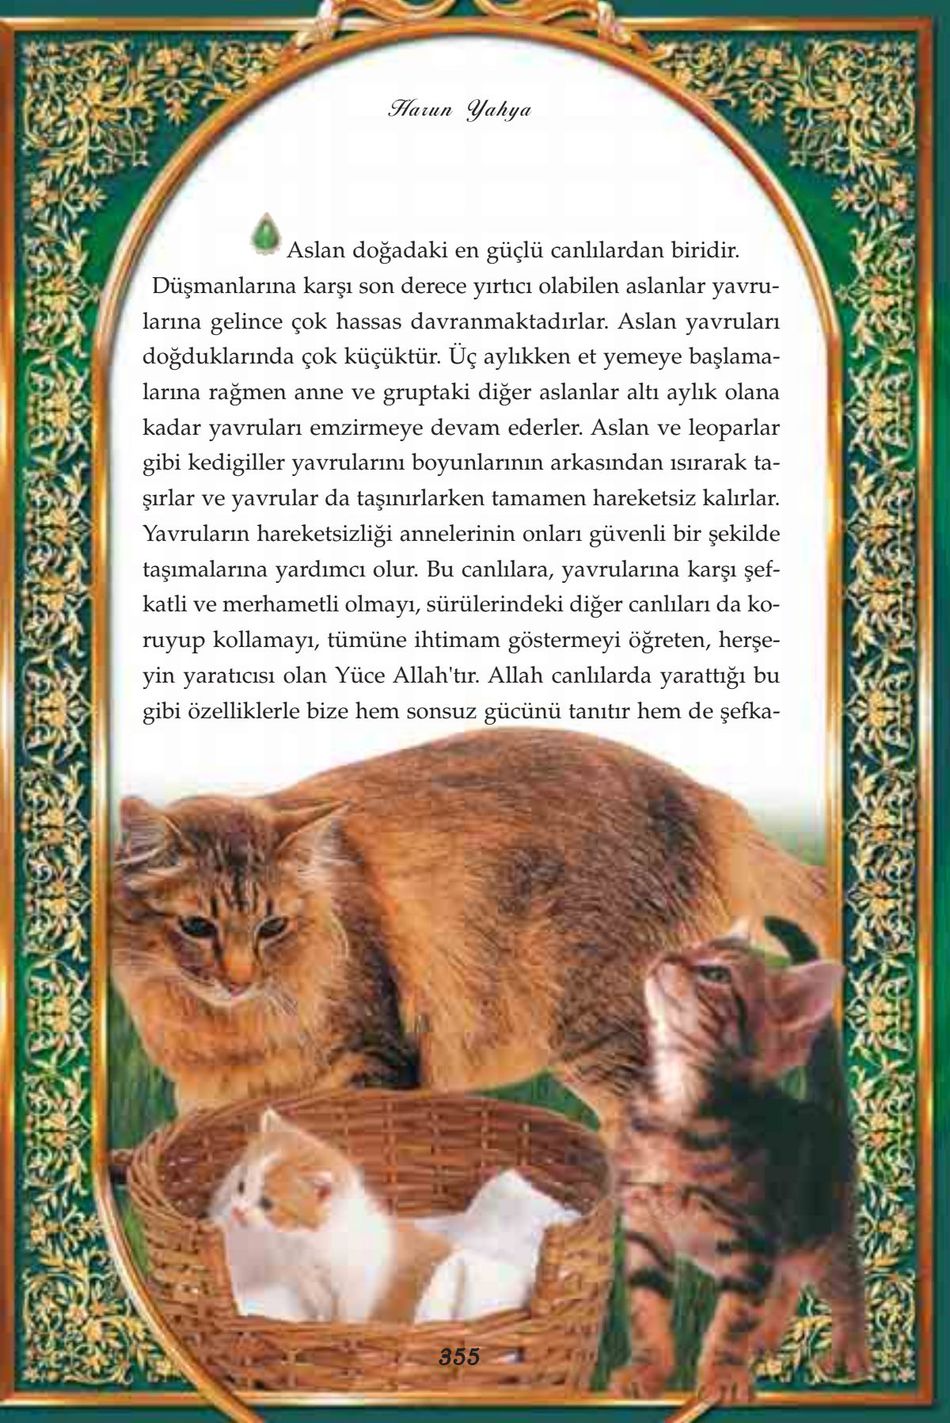 Harun Yahya
Aslan doğadaki en güçlü canlılardan biridir.
Düşmanlarına karşı son derece yırtıcı olabilen aslanlar yavru-
larına gelince çok hassas davranmaktadırlar. Aslan yavruları
doğduklarında çok küçüktür. Üç aylıkken et yemeye başlama-
larına rağmen anne ve gruptaki diğer aslanlar altı aylık olana
kadar yavruları emzirmeye devam ederler. Aslan ve leoparlar
gibi kedigiller yavrularını boyunlarının arkasından ısırarak ta-
şırlar ve yavrular da taşınırlarken tamamen hareketsiz kalırlar.
Yavruların hareketsizliği annelerinin onları güvenli bir şekilde
taşımalarına yardımcı olur. Bu canlılara, yavrularına karşı şef-
katli ve merhametli olmayı, sürülerindeki diğer canlıları da ko-
ruyup kollamayı, tümüne ihtimam göstermeyi öğreten, herşe-
yin yaratıcısı olan Yüce Allah'tır. Allah canlılarda yarattığı bu
gibi özelliklerle bize hem sonsuz gücünü tanıtır hem de şefka-
355